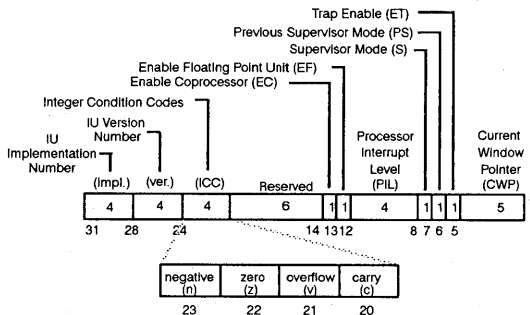 Trap Enable (ET)
Previous Supervisor Mode (PS)
Supervisor Mode (S)
Enable Floating Point Unit (EF)
Enable Coprocessor (EC)
Integer Condition Codes
IU Version
Number
IU
Implementation
Number
Processor
Interrupt
Level
(PIL)
Current
Window
Pointer
(CWP)
(impl.) (ver.) (ICC) Reserved
4 4 4 6 1 1 4 1 1 1 5
31 28 24 14 13 12 8 7 6 5
negative
(n)
zero
(z)
overflow
(v)
carry
(c)
23 22 21 20